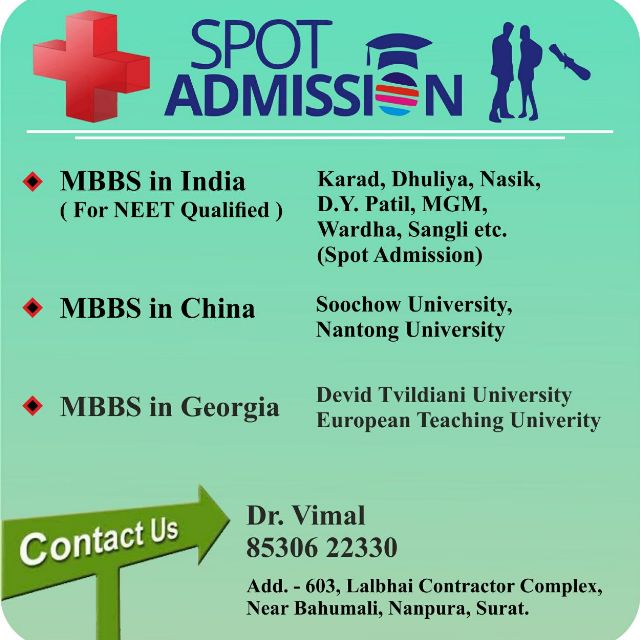 SPOT
ADMISSION
MBBS in India
( For NEET Qualified )
Karad, Dhuliya, Nasik,
D.Y. Patil, MGM,
Wardha, Sangli etc.
(Spot Admission)
MBBS in China
Soochow University,
Nantong University
MBBS in Georgia
Devid Tvildiani University
European Teaching Univerity
Contact Us
Dr. Vimal
85306 22330
Add. - 603, Lalbhai Contractor Complex,
Near Bahumali, Nanpura, Surat.